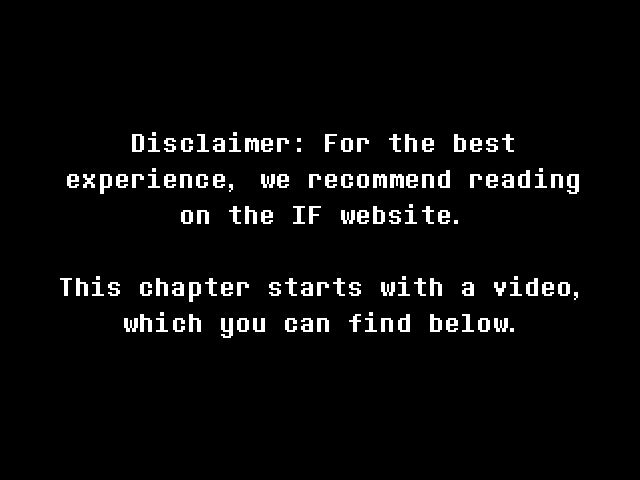 Disclaimer: For the best
experience, we recommend reading
on the IF website.
This chapter starts with a video,
which you can find below.